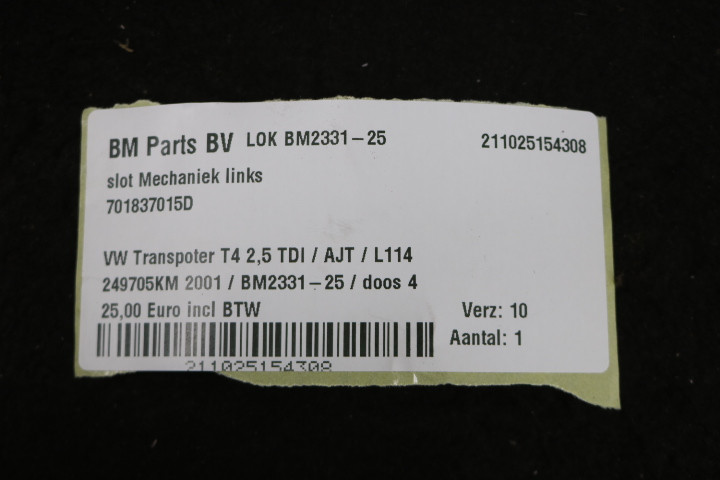 BM Parts BV LOK BM2331-25 211025154308
slot Mechaniek links
701837015D
VW Transpoter T4 2,5 TDI / AJT / L114
249705KM 2001 / BM2331-25 / doos 4
25,00 Euro incl BTW Verz: 10
Aantal: 1
211025154308